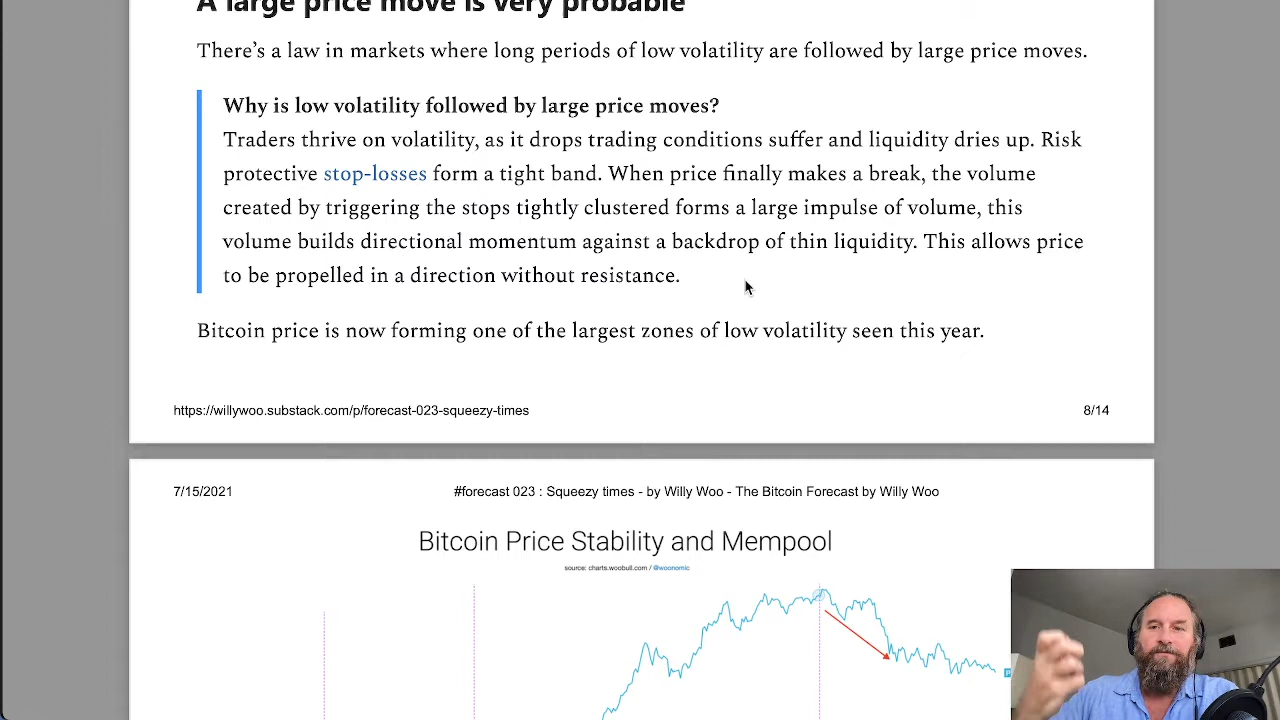 A large price move is very probable
There's a law in markets where long periods of low volatility are followed by large price moves.
Why is low volatility followed by large price moves?
Traders thrive on volatility, as it drops trading conditions suffer and liquidity dries up. Risk
protective stop-losses form a tight band. When price finally makes a break, the volume
created by triggering the stops tightly clustered forms a large impulse of volume, this
volume builds directional momentum against a backdrop of thin liquidity. This allows price
to be propelled in a direction without resistance.
Bitcoin price is now forming one of the largest zones of low volatility seen this year.
https://willywoo.substack.com/p/forecast-023-squeezy-times 8/14
7/15/2021 #forecast 023 : Squeezy times - by Willy Woo - The Bitcoin Forecast by Willy Woo
Bitcoin Price Stability and Mempool
source: charts.woobull.com / @woonomic